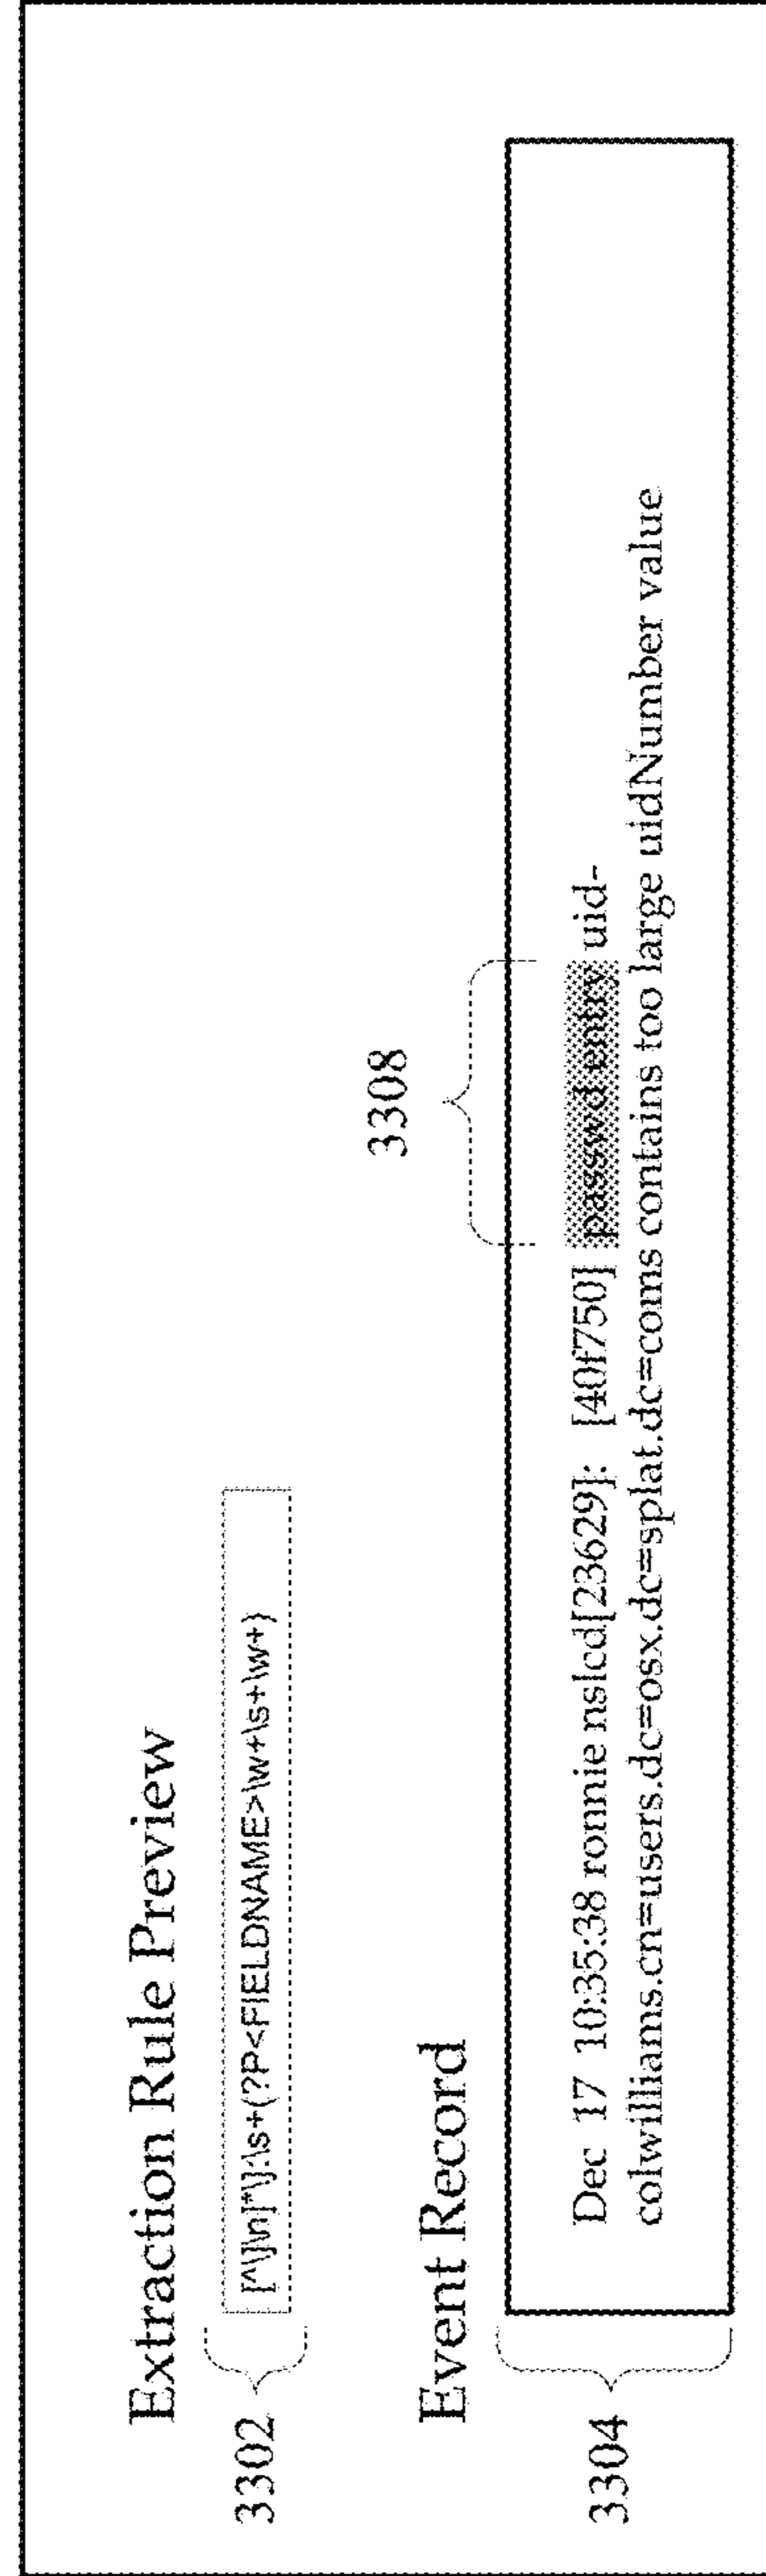 Extraction Rule Preview
3302
[^\]\n]*\]:\s+(?P<FIELDNAME>\w+\s+\w+)
3308
Event Record
3304
Dec 17 10:35:38 ronnie nslcd[23629]: [40f750] passwd entry uid-
colwilliams.cn=users.dc=osx.dc=splat.dc=coms contains too large uidNumber value